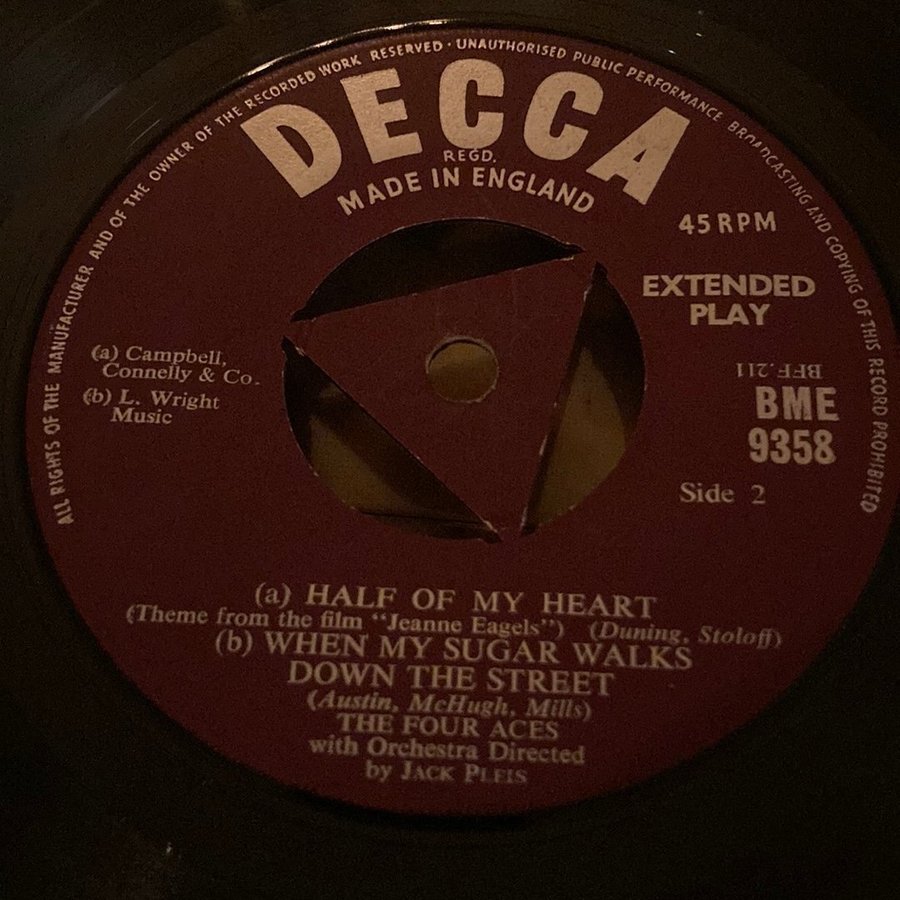 ALL RIGHTS OF THE MANUFACTURER AND OF THE OWNER OF THE RECORDED WORK RESERVED · UNAUTHORISED PUBLIC PERFORMANCE BROADCASTING AND COPYING OF THIS RECORD PROHIBITED
DECCA
REGD.
MADE IN ENGLAND
45 RPM
EXTENDED
PLAY
(a) Campbell,
Connelly & Co.
(b) L. Wright
Music
BFF.211
BME
9358
Side 2
(a) HALF OF MY HEART
(Theme from the film "Jeanne Eagels") (Duning, Stoloff)
(b) WHEN MY SUGAR WALKS
DOWN THE STREET
(Austin, McHugh, Mills)
THE FOUR ACES
with Orchestra Directed
by JACK PLEIS